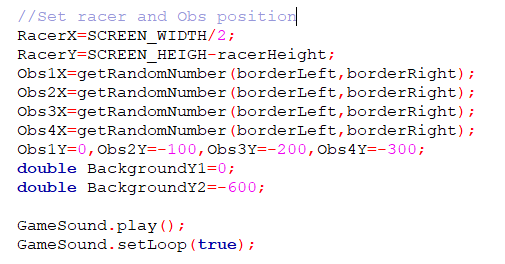 //Set racer and Obs position
RacerX=SCREEN_WIDTH/2;
RacerY=SCREEN_HEIGH-racerHeight;
Obs1X=getRandomNumber(borderLeft,borderRight);
Obs2X=getRandomNumber(borderLeft,borderRight);
Obs3X=getRandomNumber(borderLeft,borderRight);
Obs4X=getRandomNumber(borderLeft,borderRight);
Obs1Y=0,Obs2Y=-100,Obs3Y=-200,Obs4Y=-300;
double BackgroundY1=0;
double BackgroundY2=-600;
GameSound.play();
GameSound.setLoop(true);